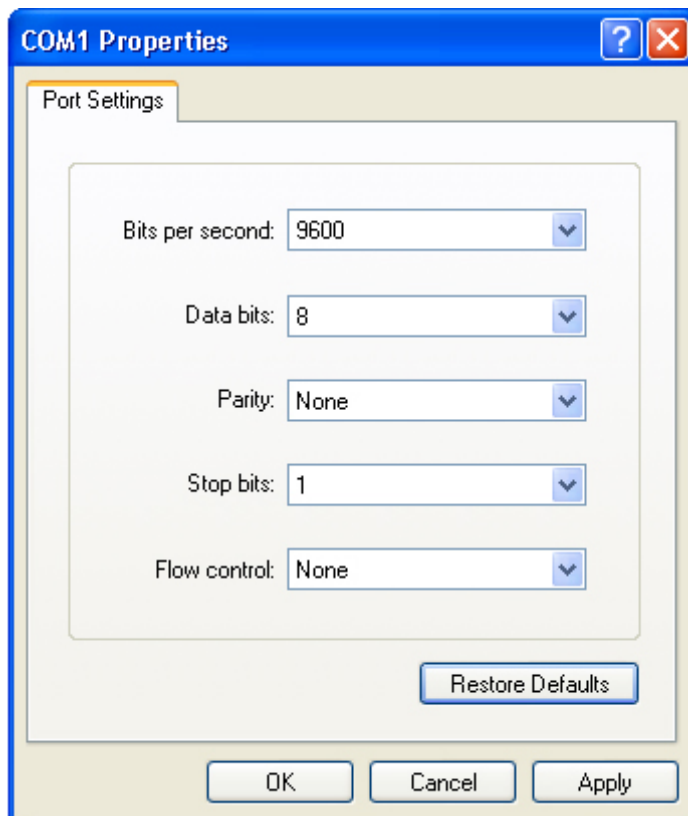 COM1 Properties
Port Settings
Bits per second: 9600
Data bits: 8
Parity: None
Stop bits: 1
Flow control: None
Restore Defaults
OK Cancel Apply